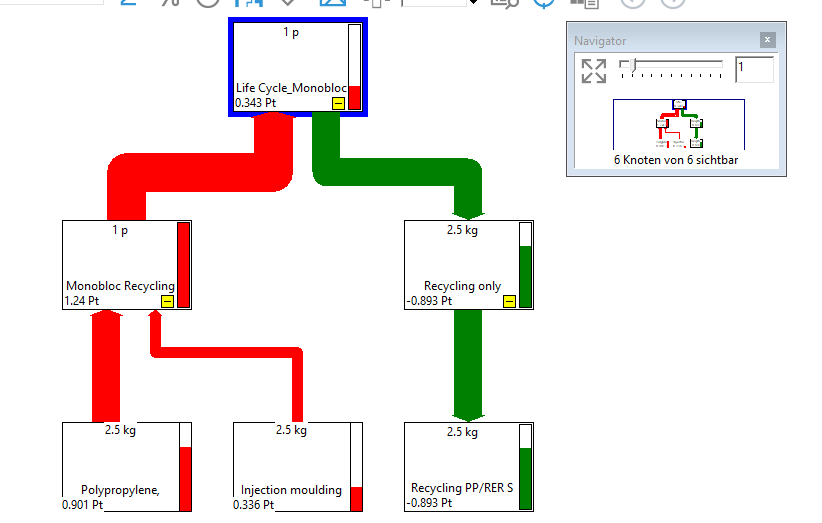 Navigator
1
6 Knoten von 6 sichtbar
1 p
Life Cycle_Monobloc
0.343 Pt
1 p
Monobloc Recycling
1.24 Pt
2.5 kg
Recycling only
-0.893 Pt
2.5 kg
Polypropylene,
0.901 Pt
2.5 kg
Injection moulding
0.336 Pt
2.5 kg
Recycling PP/RER S
-0.893 Pt